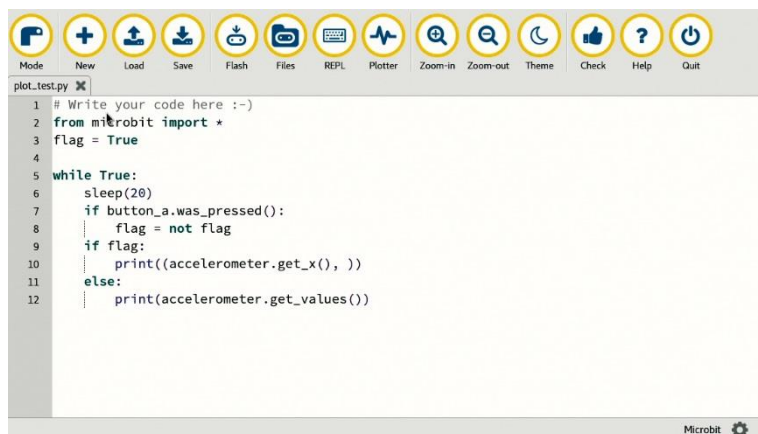 Mode New Load Save Flash Files REPL Plotter Zoom-in Zoom-out Theme Check Help Quit
plot_test.py
1 # Write your code here :-)
2 from microbit import *
3 flag = True
4
5 while True:
6     sleep(20)
7     if button_a.was_pressed():
8         flag = not flag
9     if flag:
10         print((accelerometer.get_x(), ))
11     else:
12         print(accelerometer.get_values())
Microbit